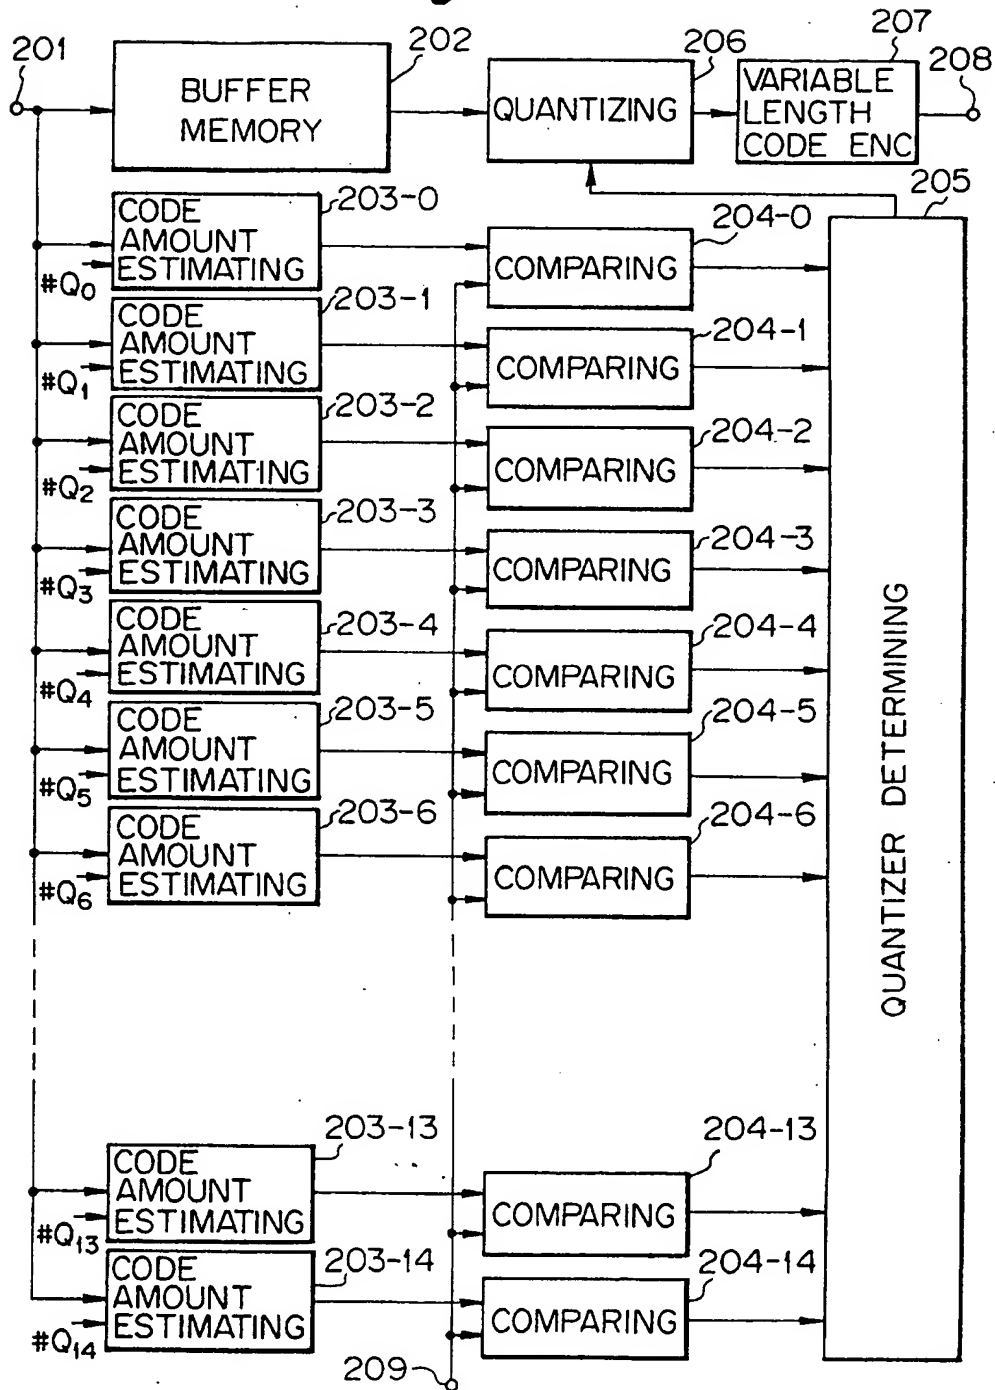 201
202
206
207
208
BUFFER
MEMORY
QUANTIZING
VARIABLE
LENGTH
CODE ENC
205
203-0
CODE
AMOUNT
ESTIMATING
#Q0
204-0
COMPARING
203-1
CODE
AMOUNT
ESTIMATING
#Q1
204-1
COMPARING
203-2
CODE
AMOUNT
ESTIMATING
#Q2
204-2
COMPARING
203-3
CODE
AMOUNT
ESTIMATING
#Q3
204-3
COMPARING
203-4
CODE
AMOUNT
ESTIMATING
#Q4
204-4
COMPARING
203-5
CODE
AMOUNT
ESTIMATING
#Q5
204-5
COMPARING
203-6
CODE
AMOUNT
ESTIMATING
#Q6
204-6
COMPARING
QUANTIZER DETERMINING
203-13
CODE
AMOUNT
ESTIMATING
#Q13
204-13
COMPARING
203-14
CODE
AMOUNT
ESTIMATING
#Q14
204-14
COMPARING
209